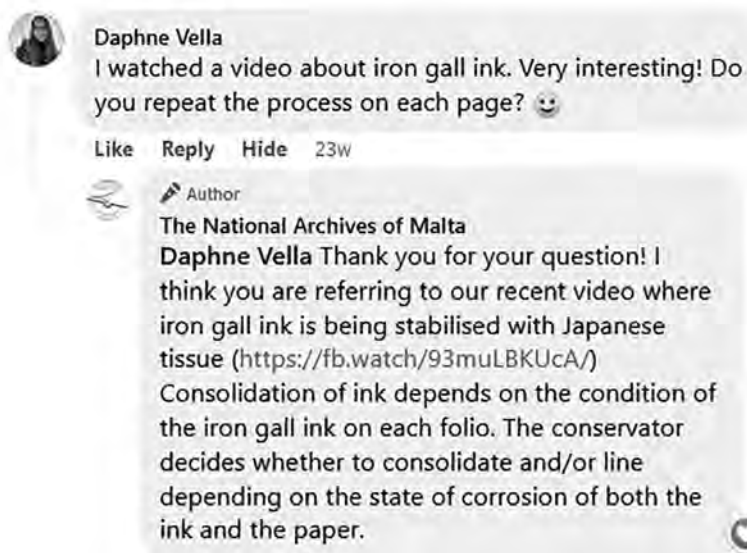 Daphne Vella
I watched a video about iron gall ink. Very interesting! Do
you repeat the process on each page?
Like Reply Hide 23w
Author
The National Archives of Malta
Daphne Vella Thank you for your question! I
think you are referring to our recent video where
iron gall ink is being stabilised with Japanese
tissue (https://fb.watch/93muLBKUcA/)
Consolidation of ink depends on the condition of
the iron gall ink on each folio. The conservator
decides whether to consolidate and/or line
depending on the state of corrosion of both the
ink and the paper.